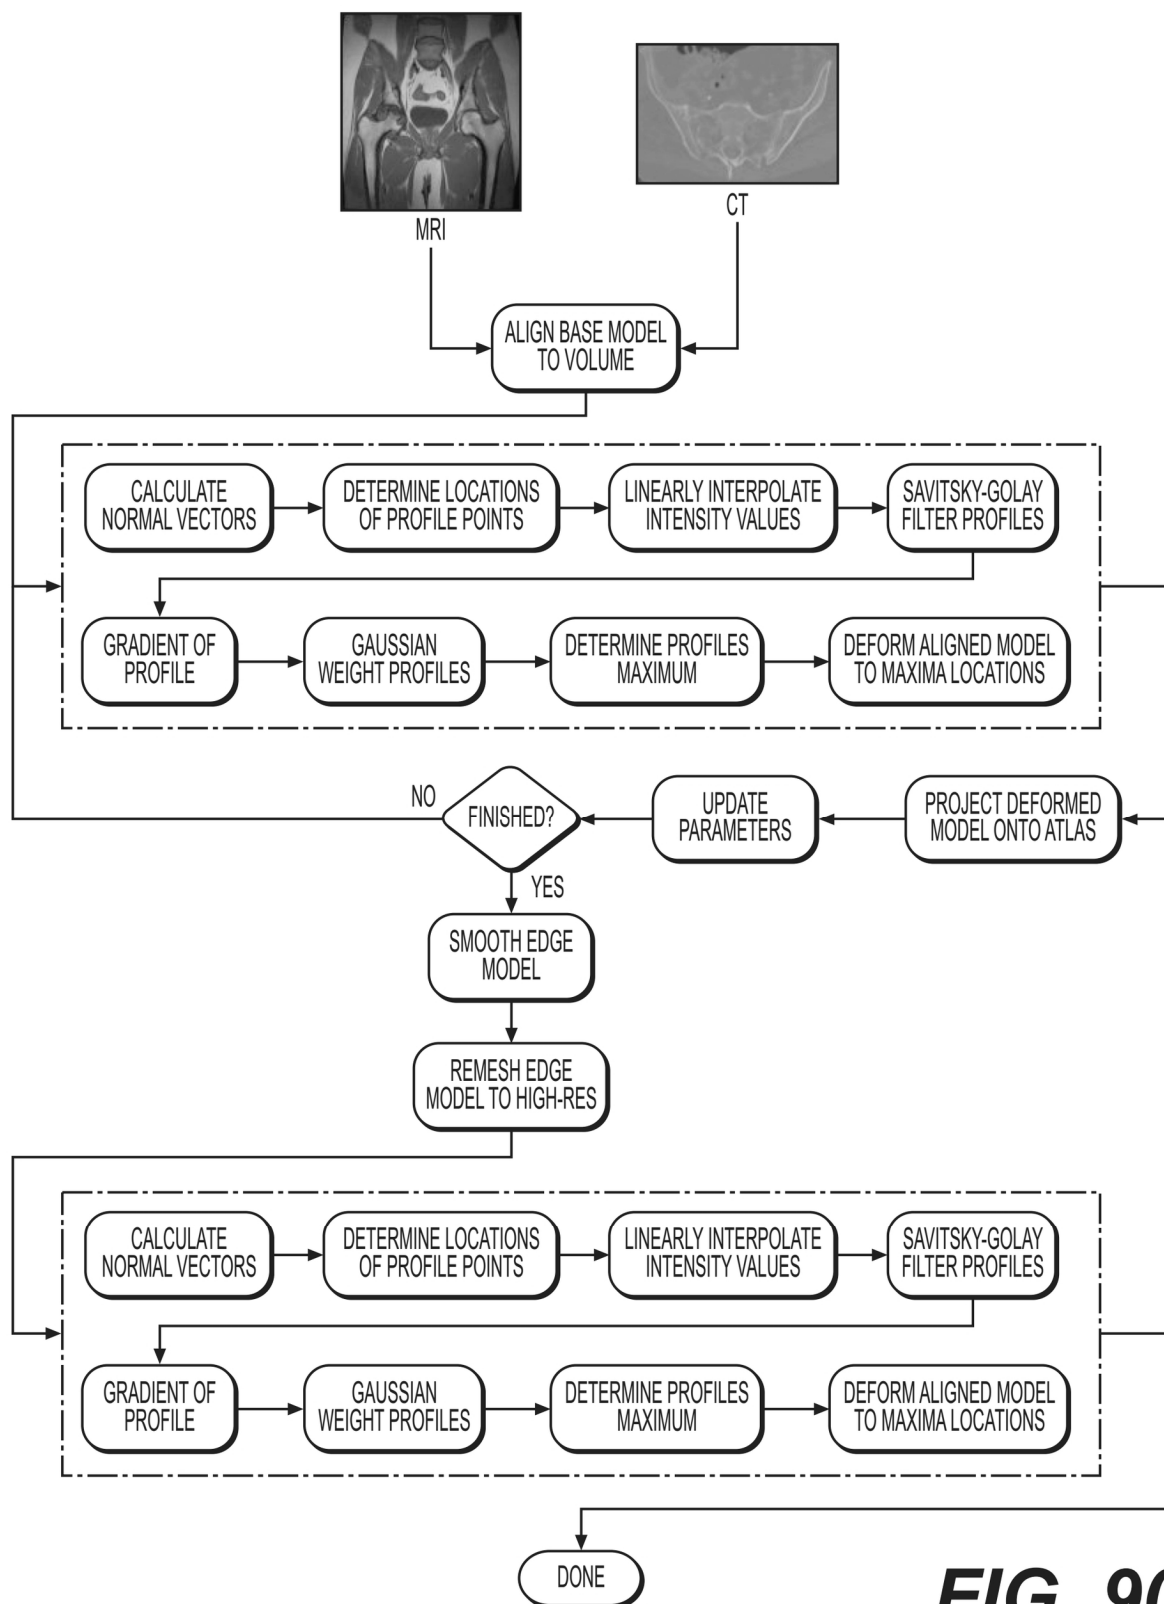 MRI
CT
ALIGN BASE MODEL
TO VOLUME
CALCULATE
NORMAL VECTORS
DETERMINE LOCATIONS
OF PROFILE POINTS
LINEARLY INTERPOLATE
INTENSITY VALUES
SAVITSKY-GOLAY
FILTER PROFILES
GRADIENT OF
PROFILE
GAUSSIAN
WEIGHT PROFILES
DETERMINE PROFILES
MAXIMUM
DEFORM ALIGNED MODEL
TO MAXIMA LOCATIONS
PROJECT DEFORMED
MODEL ONTO ATLAS
UPDATE
PARAMETERS
FINISHED?
NO
YES
SMOOTH EDGE
MODEL
REMESH EDGE
MODEL TO HIGH-RES
CALCULATE
NORMAL VECTORS
DETERMINE LOCATIONS
OF PROFILE POINTS
LINEARLY INTERPOLATE
INTENSITY VALUES
SAVITSKY-GOLAY
FILTER PROFILES
GRADIENT OF
PROFILE
GAUSSIAN
WEIGHT PROFILES
DETERMINE PROFILES
MAXIMUM
DEFORM ALIGNED MODEL
TO MAXIMA LOCATIONS
DONE
FIG. 90